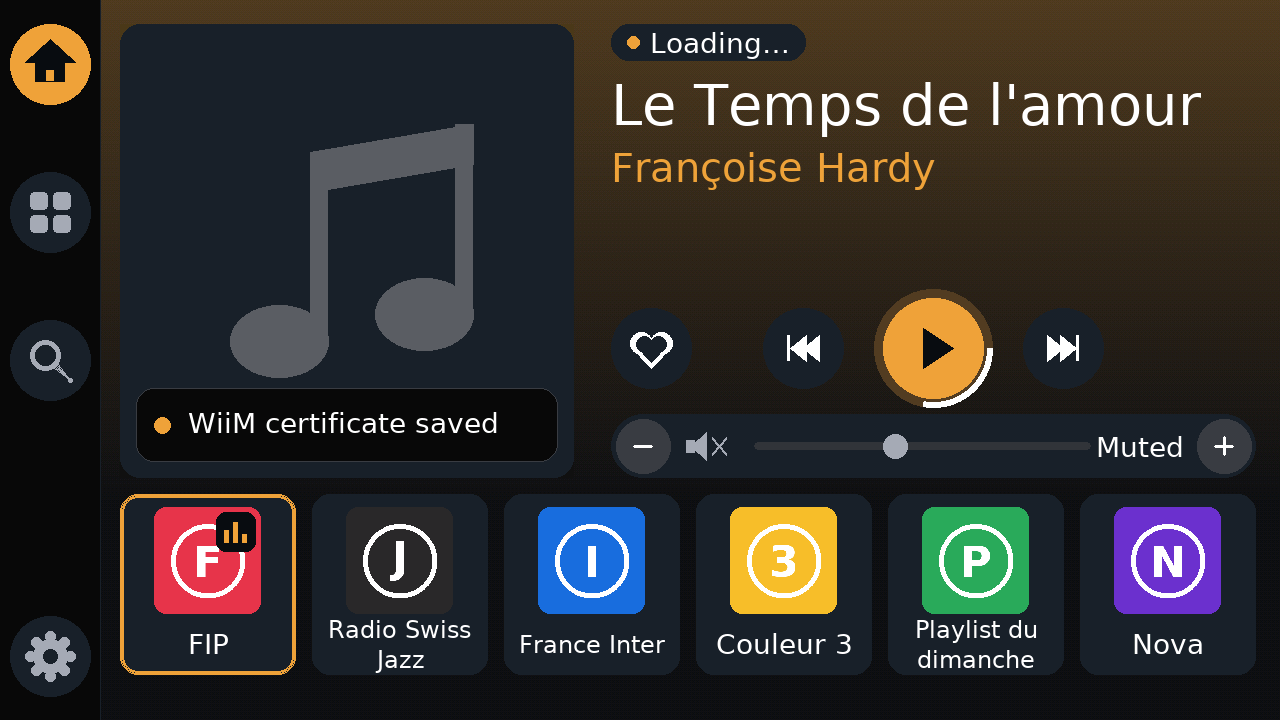 Loading...
Le Temps de l'amour
Françoise Hardy
WiiM certificate saved
Muted
F
FIP
J
Radio Swiss
Jazz
I
France Inter
3
Couleur 3
P
Playlist du
dimanche
N
Nova